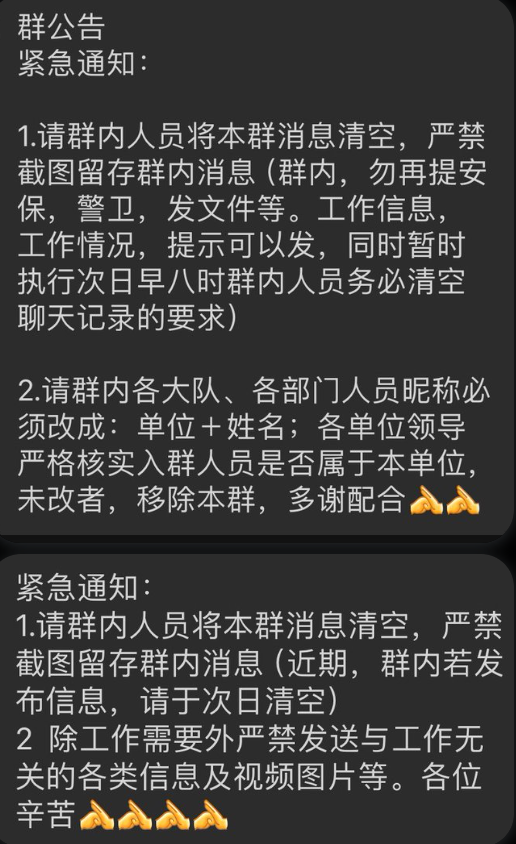 群公告
紧急通知：
1.请群内人员将本群消息清空，严禁
截图留存群内消息（群内，勿再提安
保，警卫，发文件等。工作信息，
工作情况，提示可以发，同时暂时
执行次日早八时群内人员务必清空
聊天记录的要求）
2.请群内各大队、各部门人员昵称必
须改成：单位＋姓名；各单位领导
严格核实入群人员是否属于本单位，
未改者，移除本群，多谢配合✍✍
紧急通知：
1.请群内人员将本群消息清空，严禁
截图留存群内消息（近期，群内若发
布信息，请于次日清空）
2 除工作需要外严禁发送与工作无
关的各类信息及视频图片等。各位
辛苦✍✍✍✍